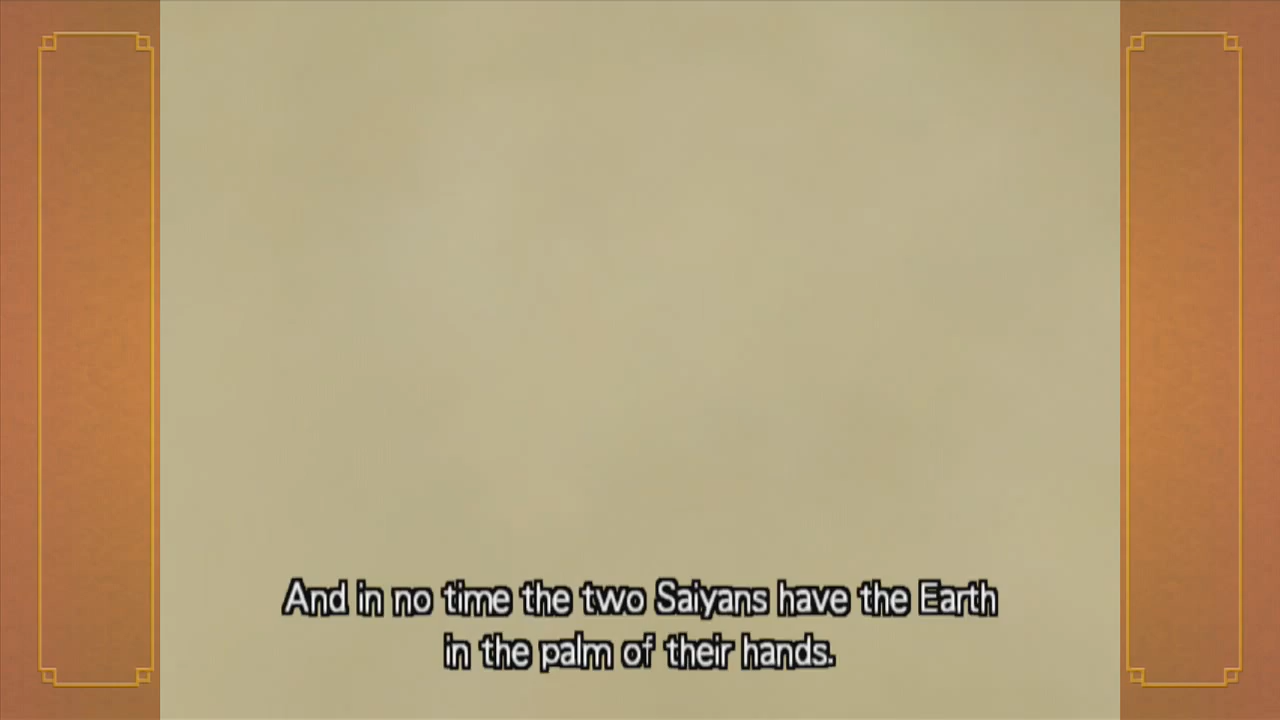 And in no time the two Saiyans have the Earth
in the palm of their hands.